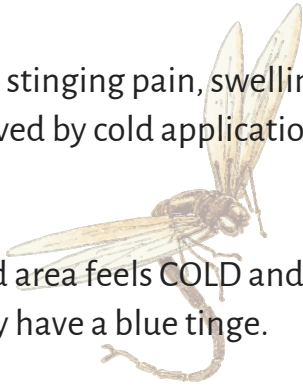 stinging pain, swellin
ved by cold applicatio
d area feels COLD and
y have a blue tinge.